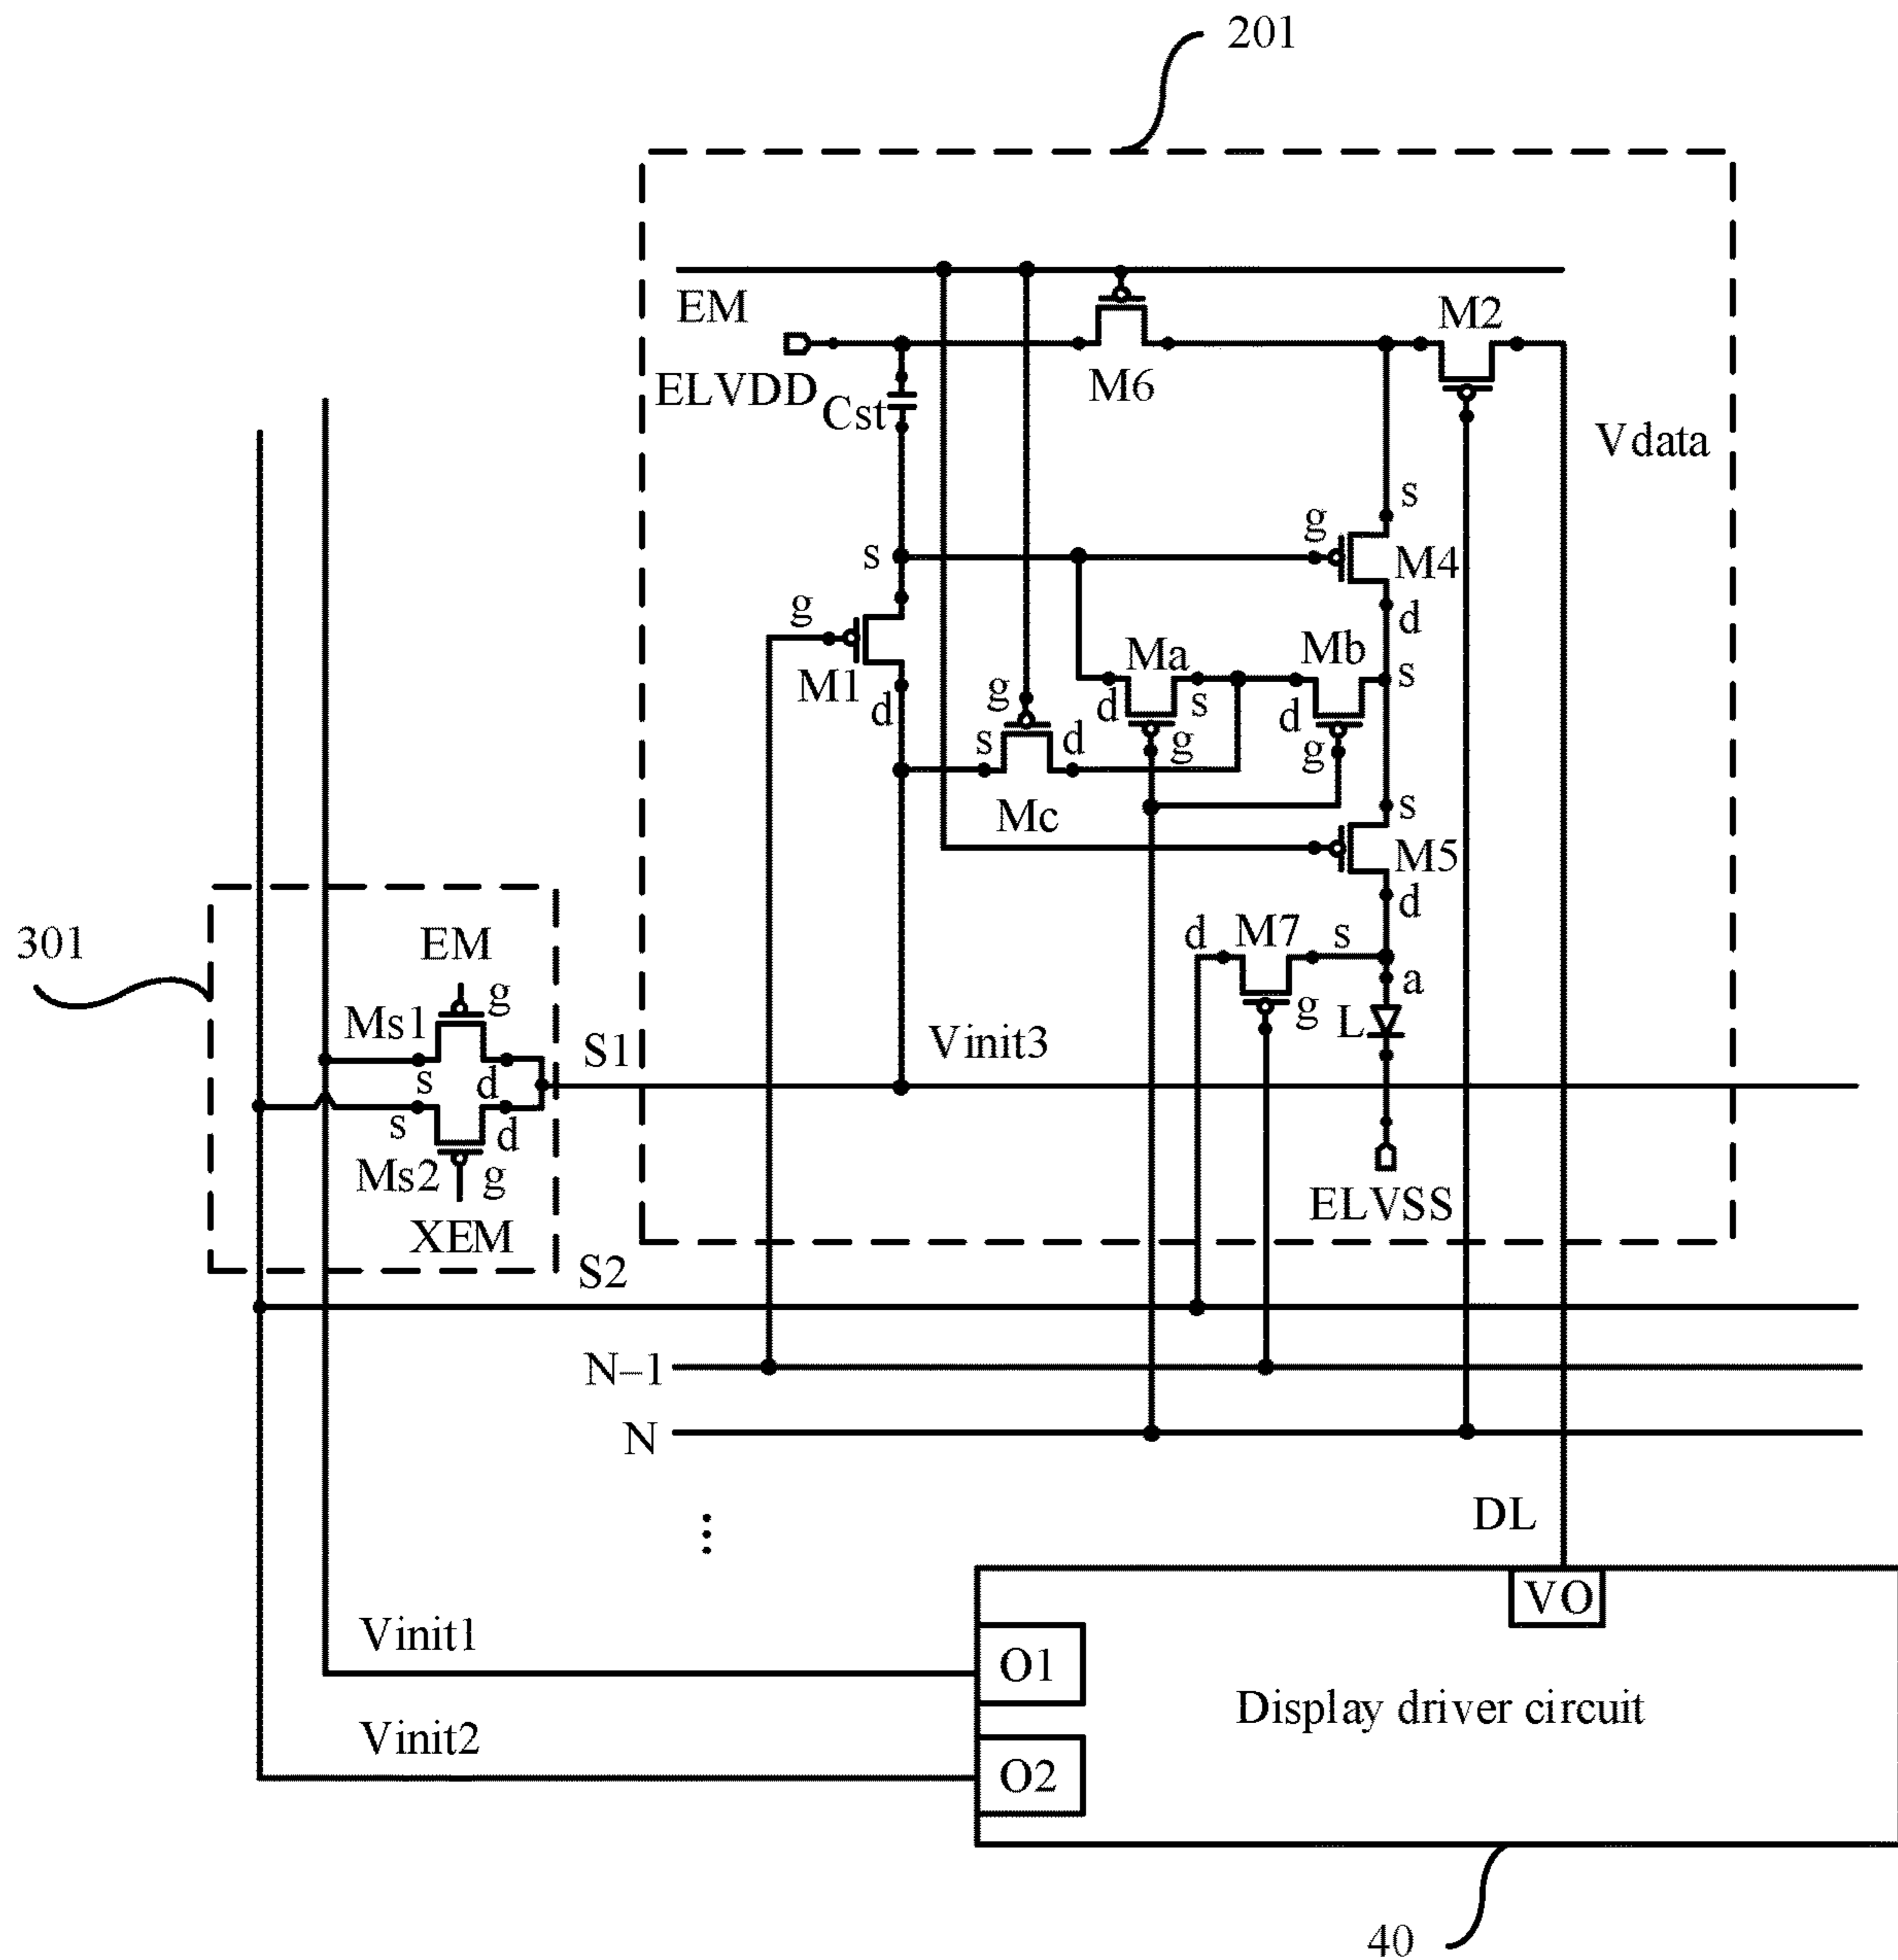 201
EM
M2
ELVDD
M6
Cst
Vdata
s
g
s
M4
g
d
Ma
Mb
M1
s
g
d
d
s
d
s
d
g
g
s
Mc
M5
d
301
EM
M7
d
s
g
a
Ms1
g
L
S1
Vinit3
s
d
s
d
Ms2
g
ELVSS
XEM
S2
N–1
N
DL
⋮
VO
Vinit1
O1
Display driver circuit
Vinit2
O2
40